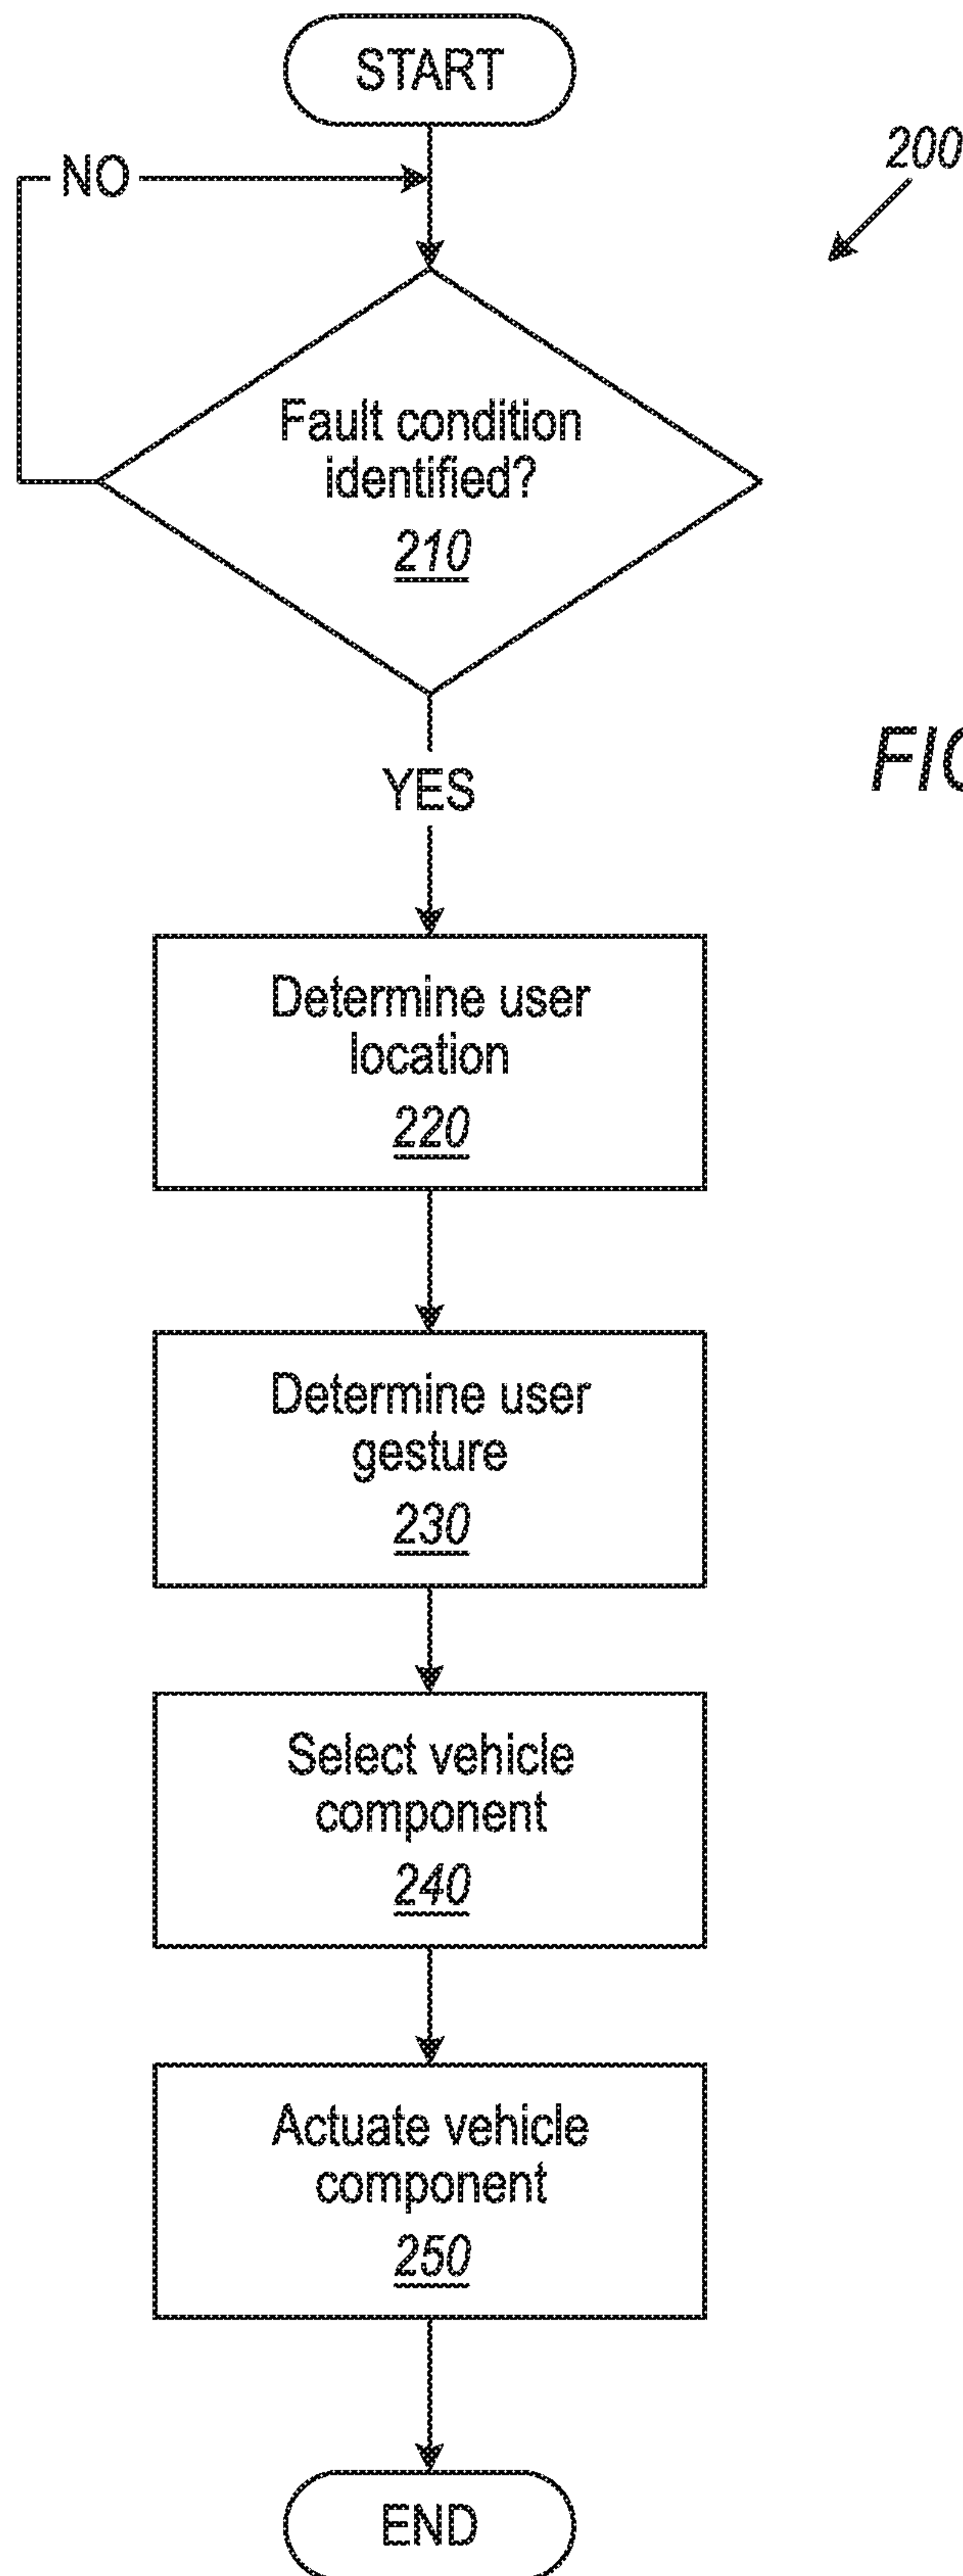 START
NO
200
Fault condition
identified?
210
YES
Determine user
location
220
Determine user
gesture
230
Select vehicle
component
240
Actuate vehicle
component
250
END